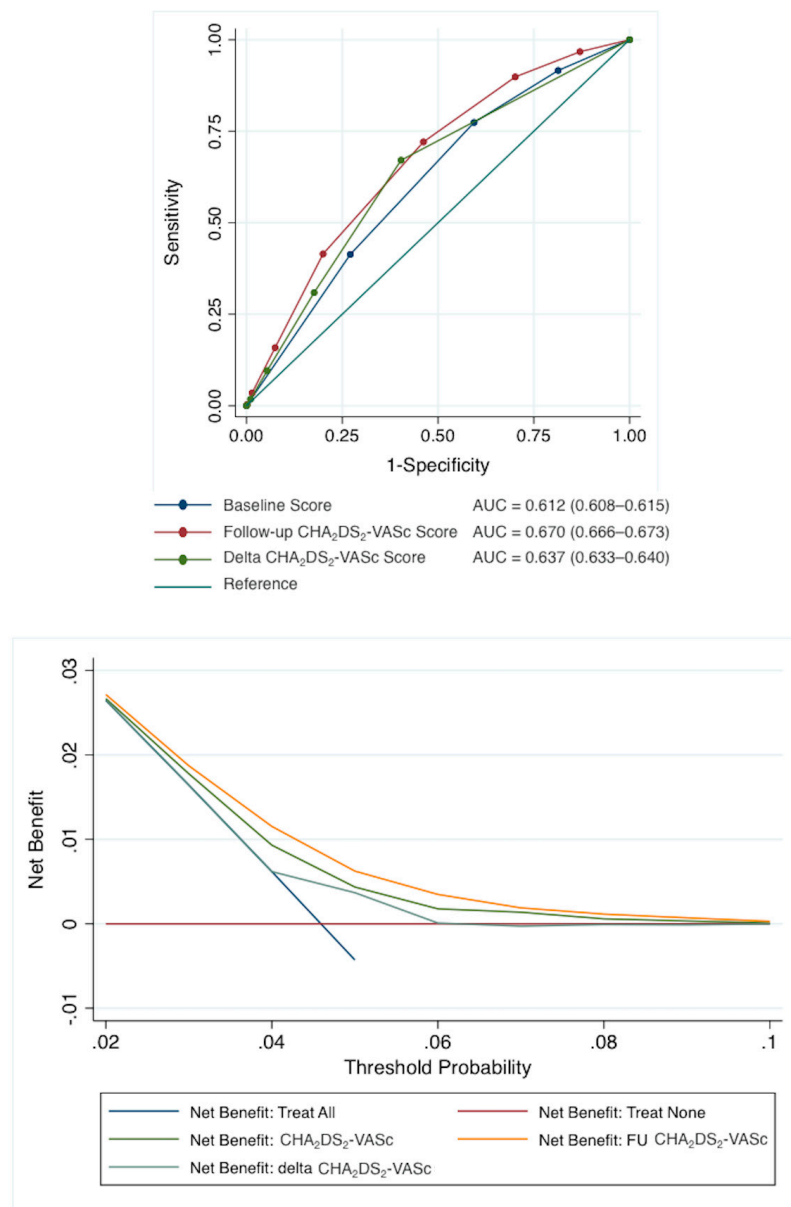 1.00
0.75
0.50
0.25
0.00
Sensitivity
0.00 0.25 0.50 0.75 1.00
1-Specificity
Baseline Score AUC = 0.612 (0.608–0.615)
Follow-up CHA₂DS₂-VASc Score AUC = 0.670 (0.666–0.673)
Delta CHA₂DS₂-VASc Score AUC = 0.637 (0.633–0.640)
Reference
.03
.02
.01
0
-.01
Net Benefit
.02 .04 .06 .08 .1
Threshold Probability
Net Benefit: Treat All Net Benefit: Treat None
Net Benefit: CHA₂DS₂-VASc Net Benefit: FU CHA₂DS₂-VASc
Net Benefit: delta CHA₂DS₂-VASc